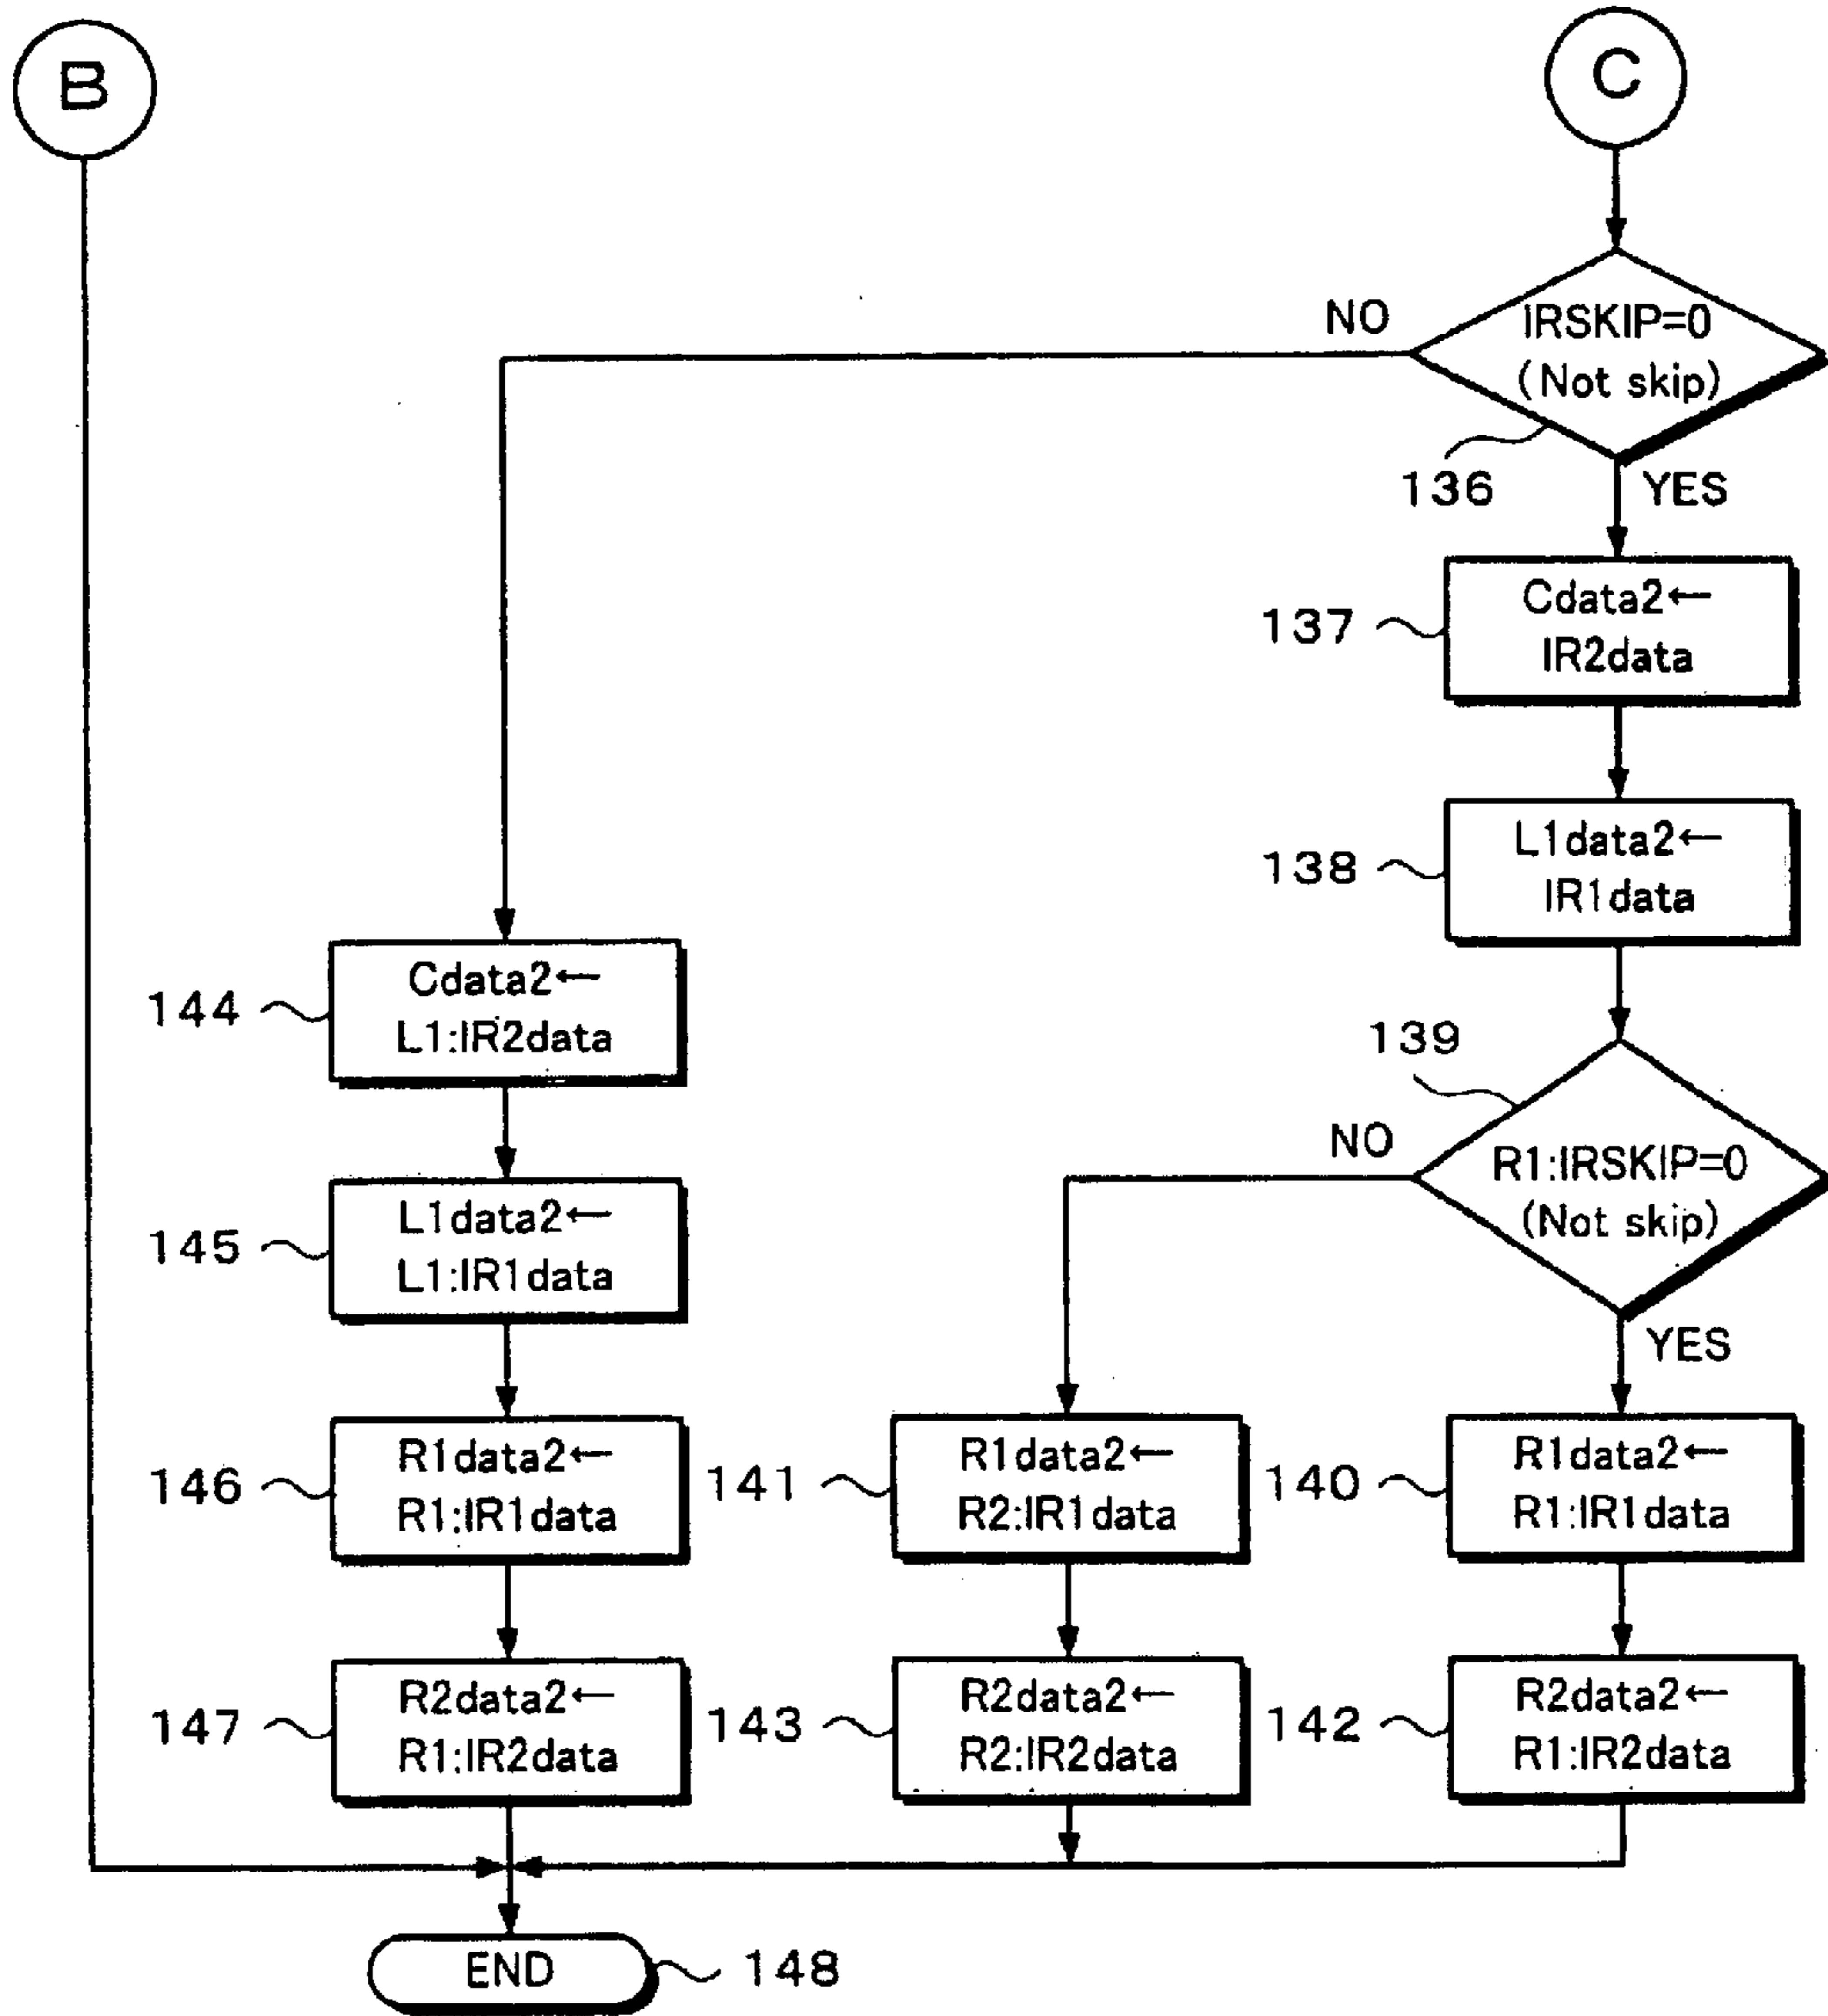 B
C
IRSKIP=0
(Not skip)
NO
136
YES
137
Cdata2←
IR2data
138
L1data2←
IR1data
139
R1:IRSKIP=0
(Not skip)
NO
YES
144
Cdata2←
L1:IR2data
145
L1data2←
L1:IR1data
146
R1data2←
R1:IR1data
141
R1data2←
R2:IR1data
140
R1data2←
R1:IR1data
147
R2data2←
R1:IR2data
143
R2data2←
R2:IR2data
142
R2data2←
R1:IR2data
END
148